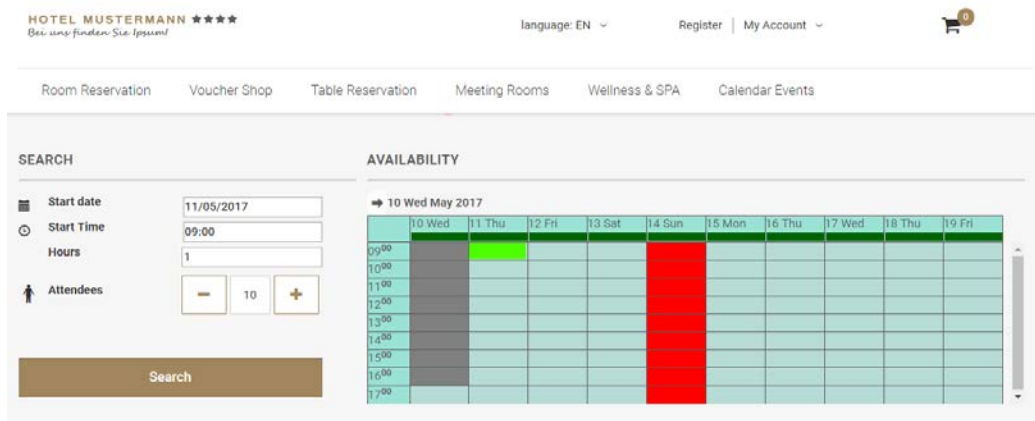 HOTEL MUSTERMANN ★★★★
Bei uns finden Sie Ipsum!
language: EN
Register | My Account
0
Room Reservation Voucher Shop Table Reservation Meeting Rooms Wellness & SPA Calendar Events
SEARCH
Start date 11/05/2017
Start Time 09:00
Hours 1
Attendees − 10 +
Search
AVAILABILITY
➡ 10 Wed May 2017
10 Wed 11 Thu 12 Fri 13 Sat 14 Sun 15 Mon 16 Thu 17 Wed 18 Thu 19 Fri
09⁰⁰
10⁰⁰
11⁰⁰
12⁰⁰
13⁰⁰
14⁰⁰
15⁰⁰
16⁰⁰
17⁰⁰